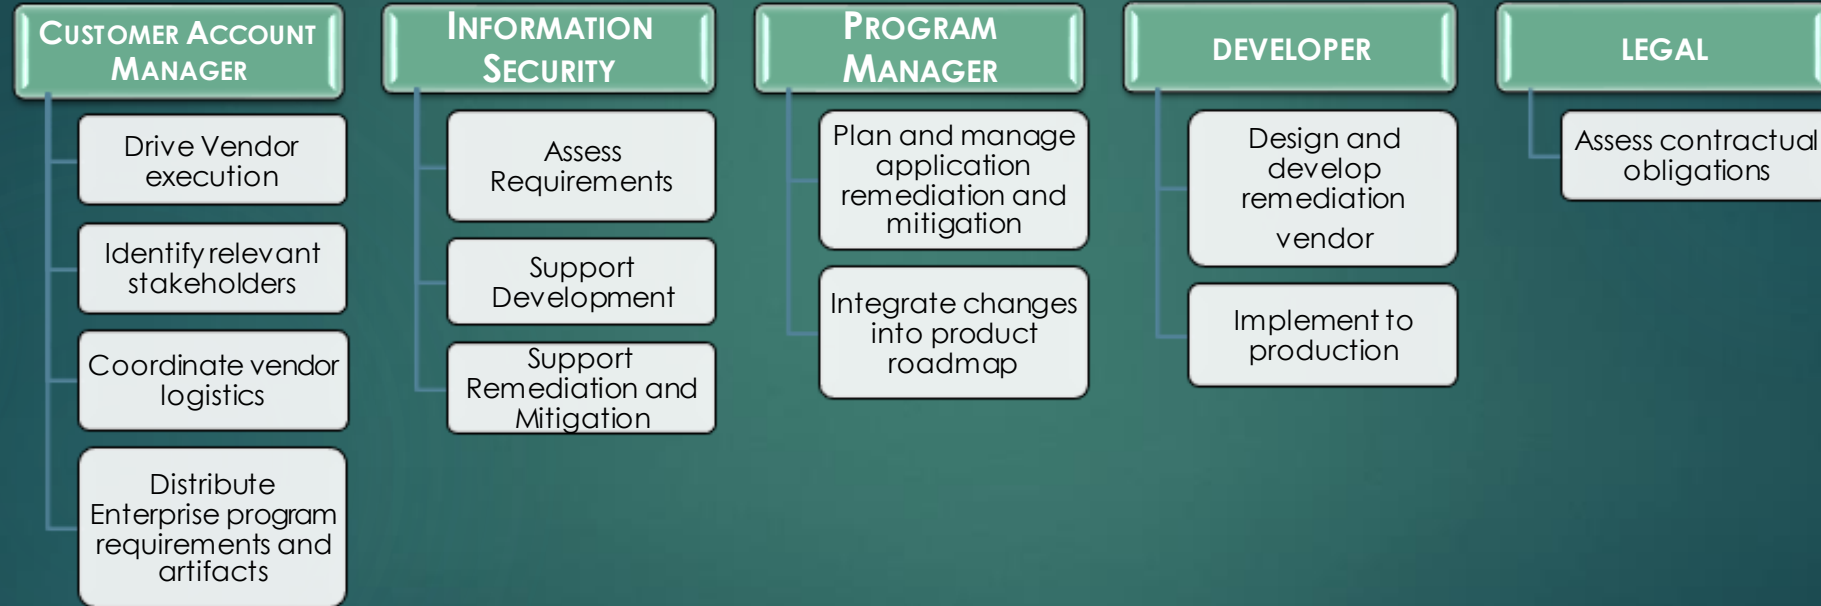 CUSTOMER ACCOUNT
MANAGER
Drive Vendor
execution
Identify relevant
stakeholders
Coordinate vendor
logistics
Distribute
Enterprise program
requirements and
artifacts
INFORMATION
SECURITY
Assess
Requirements
Support
Development
Support
Remediation and
Mitigation
PROGRAM
MANAGER
Plan and manage
application
remediation and
mitigation
Integrate changes
into product
roadmap
DEVELOPER
Design and
develop
remediation
vendor
Implement to
production
LEGAL
Assess contractual
obligations